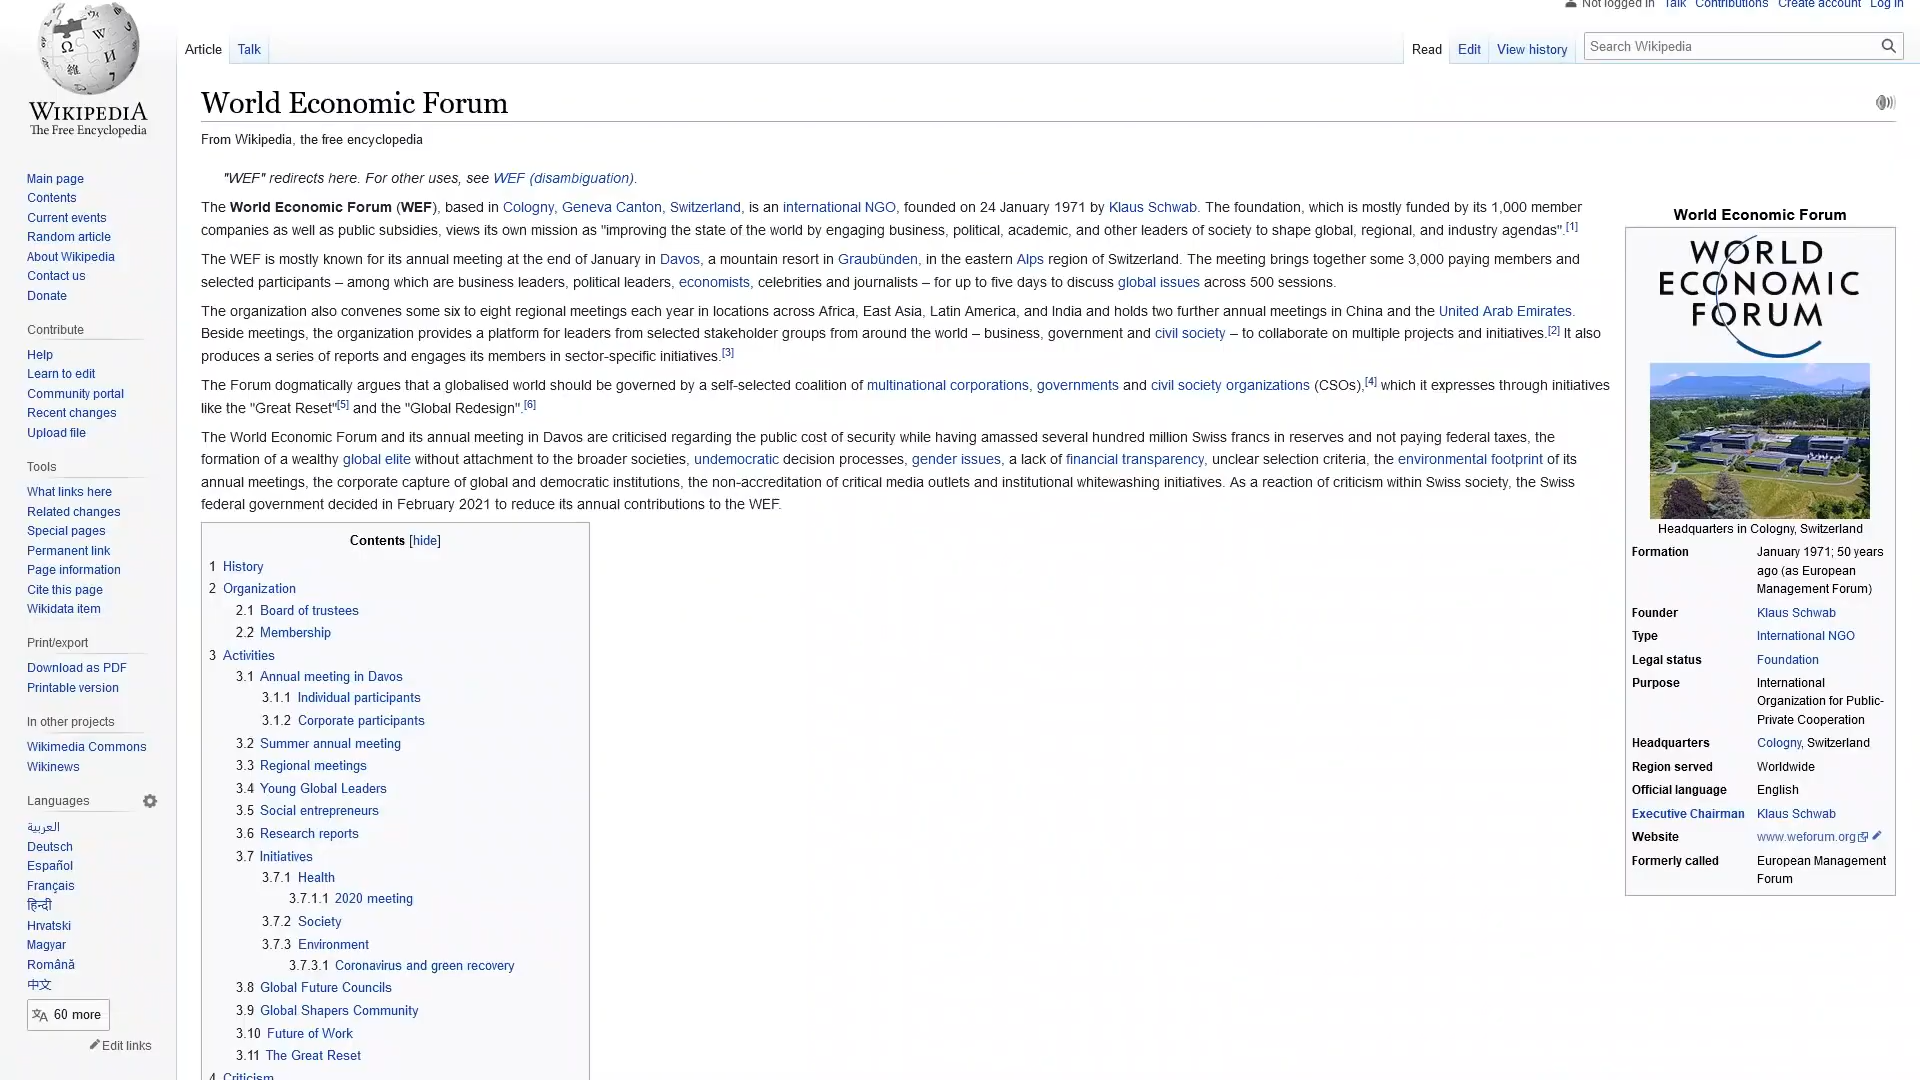 Not logged in Talk Contributions Create account Log in
Article Talk
Read Edit View history Search Wikipedia
WIKIPEDIA
The Free Encyclopedia
Main page
Contents
Current events
Random article
About Wikipedia
Contact us
Donate
Contribute
Help
Learn to edit
Community portal
Recent changes
Upload file
Tools
What links here
Related changes
Special pages
Permanent link
Page information
Cite this page
Wikidata item
Print/export
Download as PDF
Printable version
In other projects
Wikimedia Commons
Wikinews
Languages
العربية
Deutsch
Español
Français
हिन्दी
Hrvatski
Magyar
Română
中文
60 more
Edit links
World Economic Forum
From Wikipedia, the free encyclopedia
"WEF" redirects here. For other uses, see WEF (disambiguation).
The World Economic Forum (WEF), based in Cologny, Geneva Canton, Switzerland, is an international NGO, founded on 24 January 1971 by Klaus Schwab. The foundation, which is mostly funded by its 1,000 member
companies as well as public subsidies, views its own mission as "improving the state of the world by engaging business, political, academic, and other leaders of society to shape global, regional, and industry agendas".[1]
The WEF is mostly known for its annual meeting at the end of January in Davos, a mountain resort in Graubünden, in the eastern Alps region of Switzerland. The meeting brings together some 3,000 paying members and
selected participants – among which are business leaders, political leaders, economists, celebrities and journalists – for up to five days to discuss global issues across 500 sessions.
The organization also convenes some six to eight regional meetings each year in locations across Africa, East Asia, Latin America, and India and holds two further annual meetings in China and the United Arab Emirates.
Beside meetings, the organization provides a platform for leaders from selected stakeholder groups from around the world – business, government and civil society – to collaborate on multiple projects and initiatives.[2] It also
produces a series of reports and engages its members in sector-specific initiatives.[3]
The Forum dogmatically argues that a globalised world should be governed by a self-selected coalition of multinational corporations, governments and civil society organizations (CSOs),[4] which it expresses through initiatives
like the "Great Reset"[5] and the "Global Redesign".[6]
The World Economic Forum and its annual meeting in Davos are criticised regarding the public cost of security while having amassed several hundred million Swiss francs in reserves and not paying federal taxes, the
formation of a wealthy global elite without attachment to the broader societies, undemocratic decision processes, gender issues, a lack of financial transparency, unclear selection criteria, the environmental footprint of its
annual meetings, the corporate capture of global and democratic institutions, the non-accreditation of critical media outlets and institutional whitewashing initiatives. As a reaction of criticism within Swiss society, the Swiss
federal government decided in February 2021 to reduce its annual contributions to the WEF.
Contents [hide]
1 History
2 Organization
2.1 Board of trustees
2.2 Membership
3 Activities
3.1 Annual meeting in Davos
3.1.1 Individual participants
3.1.2 Corporate participants
3.2 Summer annual meeting
3.3 Regional meetings
3.4 Young Global Leaders
3.5 Social entrepreneurs
3.6 Research reports
3.7 Initiatives
3.7.1 Health
3.7.1.1 2020 meeting
3.7.2 Society
3.7.3 Environment
3.7.3.1 Coronavirus and green recovery
3.8 Global Future Councils
3.9 Global Shapers Community
3.10 Future of Work
3.11 The Great Reset
4 Criticism
World Economic Forum
WORLD
ECONOMIC
FORUM
Headquarters in Cologny, Switzerland
Formation January 1971; 50 years
ago (as European
Management Forum)
Founder Klaus Schwab
Type International NGO
Legal status Foundation
Purpose International
Organization for Public-
Private Cooperation
Headquarters Cologny, Switzerland
Region served Worldwide
Official language English
Executive Chairman Klaus Schwab
Website www.weforum.org
Formerly called European Management
Forum